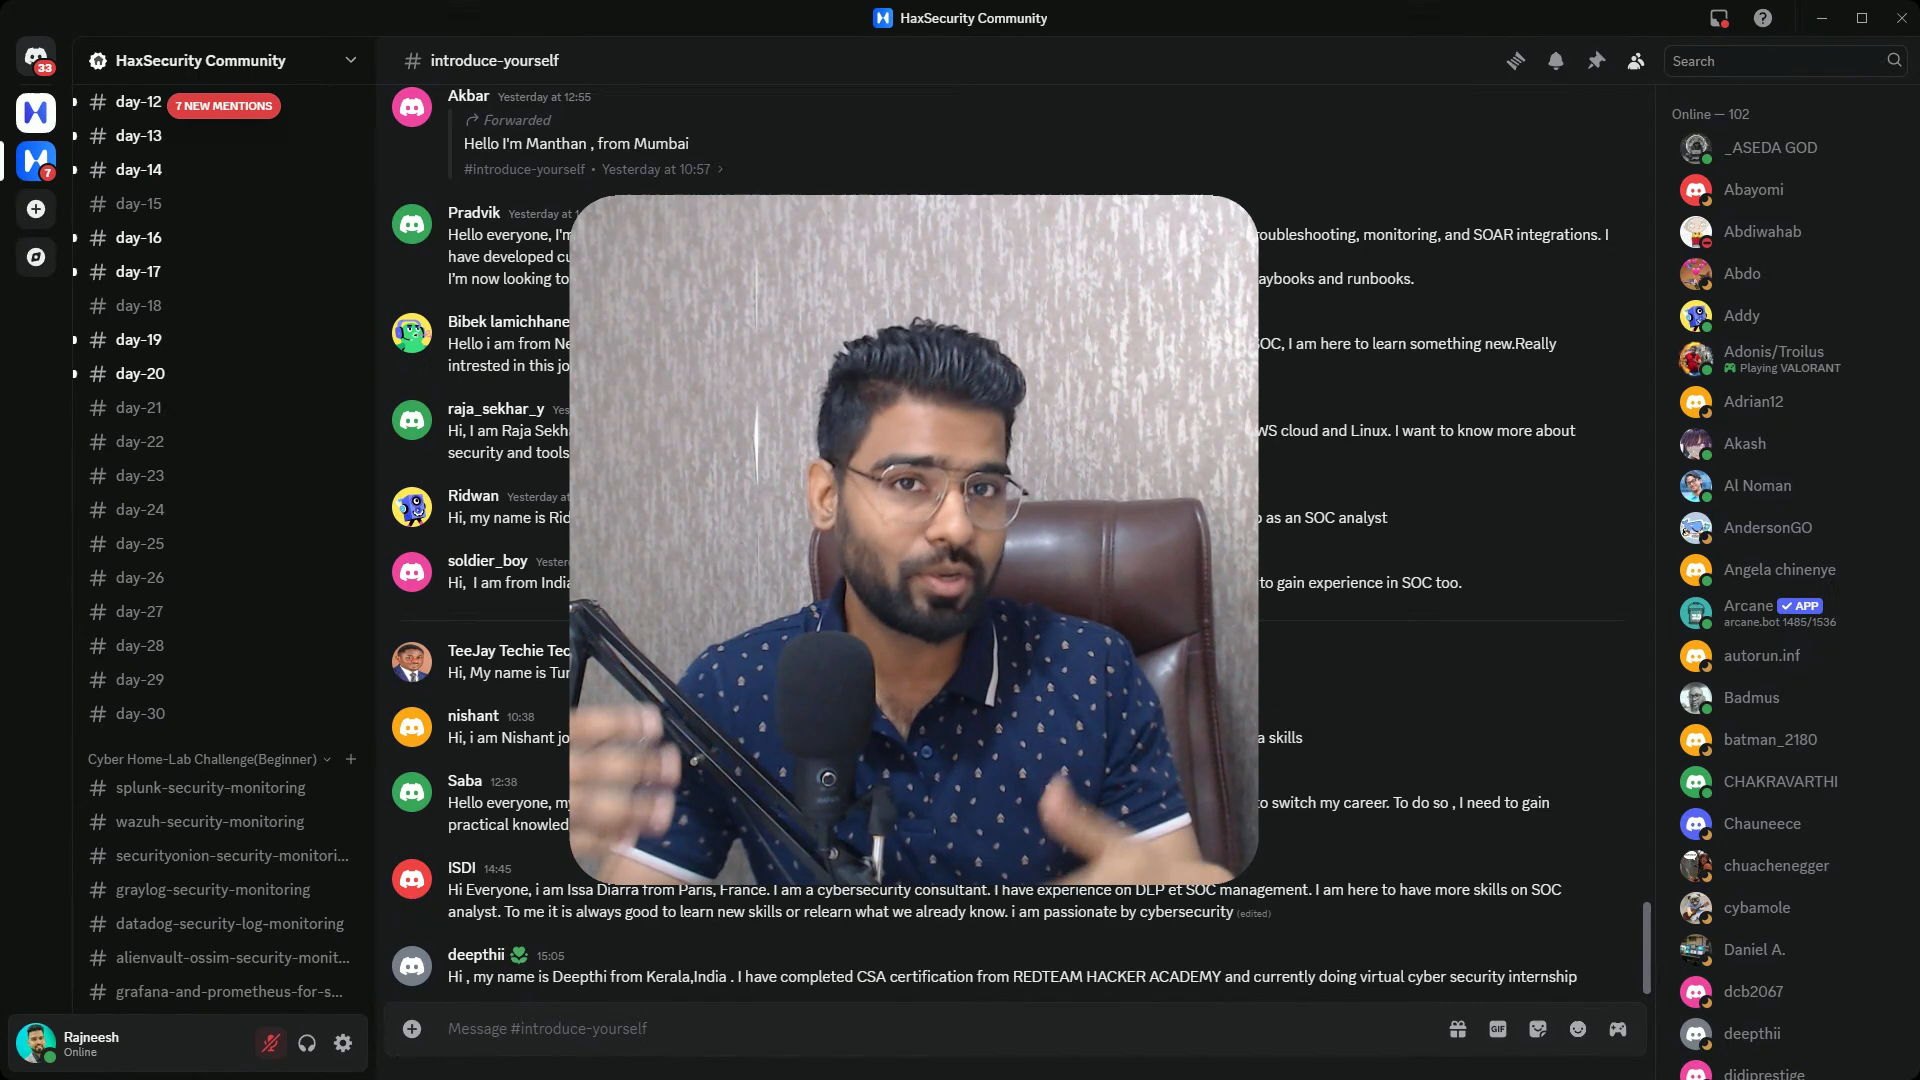 HaxSecurity Community
33
7
HaxSecurity Community
day-12
7 NEW MENTIONS
day-13
day-14
day-15
day-16
day-17
day-18
day-19
day-20
day-21
day-22
day-23
day-24
day-25
day-26
day-27
day-28
day-29
day-30
Cyber Home-Lab Challenge(Beginner)
splunk-security-monitoring
wazuh-security-monitoring
securityonion-security-monitori...
graylog-security-monitoring
datadog-security-log-monitoring
alienvault-ossim-security-monit...
grafana-and-prometheus-for-s...
Rajneesh
Online
# introduce-yourself
Akbar Yesterday at 12:55
Forwarded
Hello I'm Manthan , from Mumbai
#introduce-yourself • Yesterday at 10:57 >
Pradvik Yesterday at
Hello everyone, I'm
troubleshooting, monitoring, and SOAR integrations. I
have developed
I'm now looking to
playbooks and runbooks.
Bibek lamichhane
Hello i am from
SOC, I am here to learn something new.Really
intrested in this
raja_sekhar_y
Hi, I am Raja
cloud and Linux. I want to know more about
security and tools
Ridwan Yesterday at
Hi, my name is
as an SOC analyst
soldier_boy
Hi, I am from India
to gain experience in SOC too.
TeeJay Techie
Hi, My name is
nishant 10:38
Hi, i am Nishant
skills
Saba 12:38
Hello everyone, my
to switch my career. To do so , I need to gain
practical
ISDI 14:45
Hi Everyone, i am Issa Diarra from Paris, France. I am a cybersecurity consultant. I have experience on DLP et SOC management. I am here to have more skills on SOC
analyst. To me it is always good to learn new skills or relearn what we already know. i am passionate by cybersecurity (edited)
deepthii 15:05
Hi , my name is Deepthi from Kerala,India . I have completed CSA certification from REDTEAM HACKER ACADEMY and currently doing virtual cyber security internship
Message #introduce-yourself
GIF
Search
Online — 102
_ASEDA GOD
Abayomi
Abdiwahab
Abdo
Addy
Adonis/Troilus
Playing VALORANT
Adrian12
Akash
Al Noman
AndersonGO
Angela chinenye
Arcane APP
arcane.bot 1485/1536
autorun.inf
Badmus
batman_2180
CHAKRAVARTHI
Chauneece
chuachenegger
cybamole
Daniel A.
dcb2067
deepthii
didiprestige